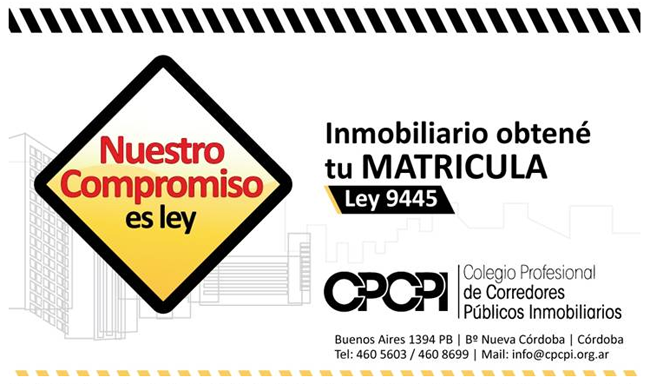 Nuestro
Compromiso
es ley
Inmobiliario obtené
tu MATRICULA
Ley 9445
CPCPI
Colegio Profesional
de Corredores
Públicos Inmobiliarios
Buenos Aires 1394 PB | Bº Nueva Córdoba | Córdoba
Tel: 460 5603 / 460 8699 | Mail: info@cpcpi.org.ar